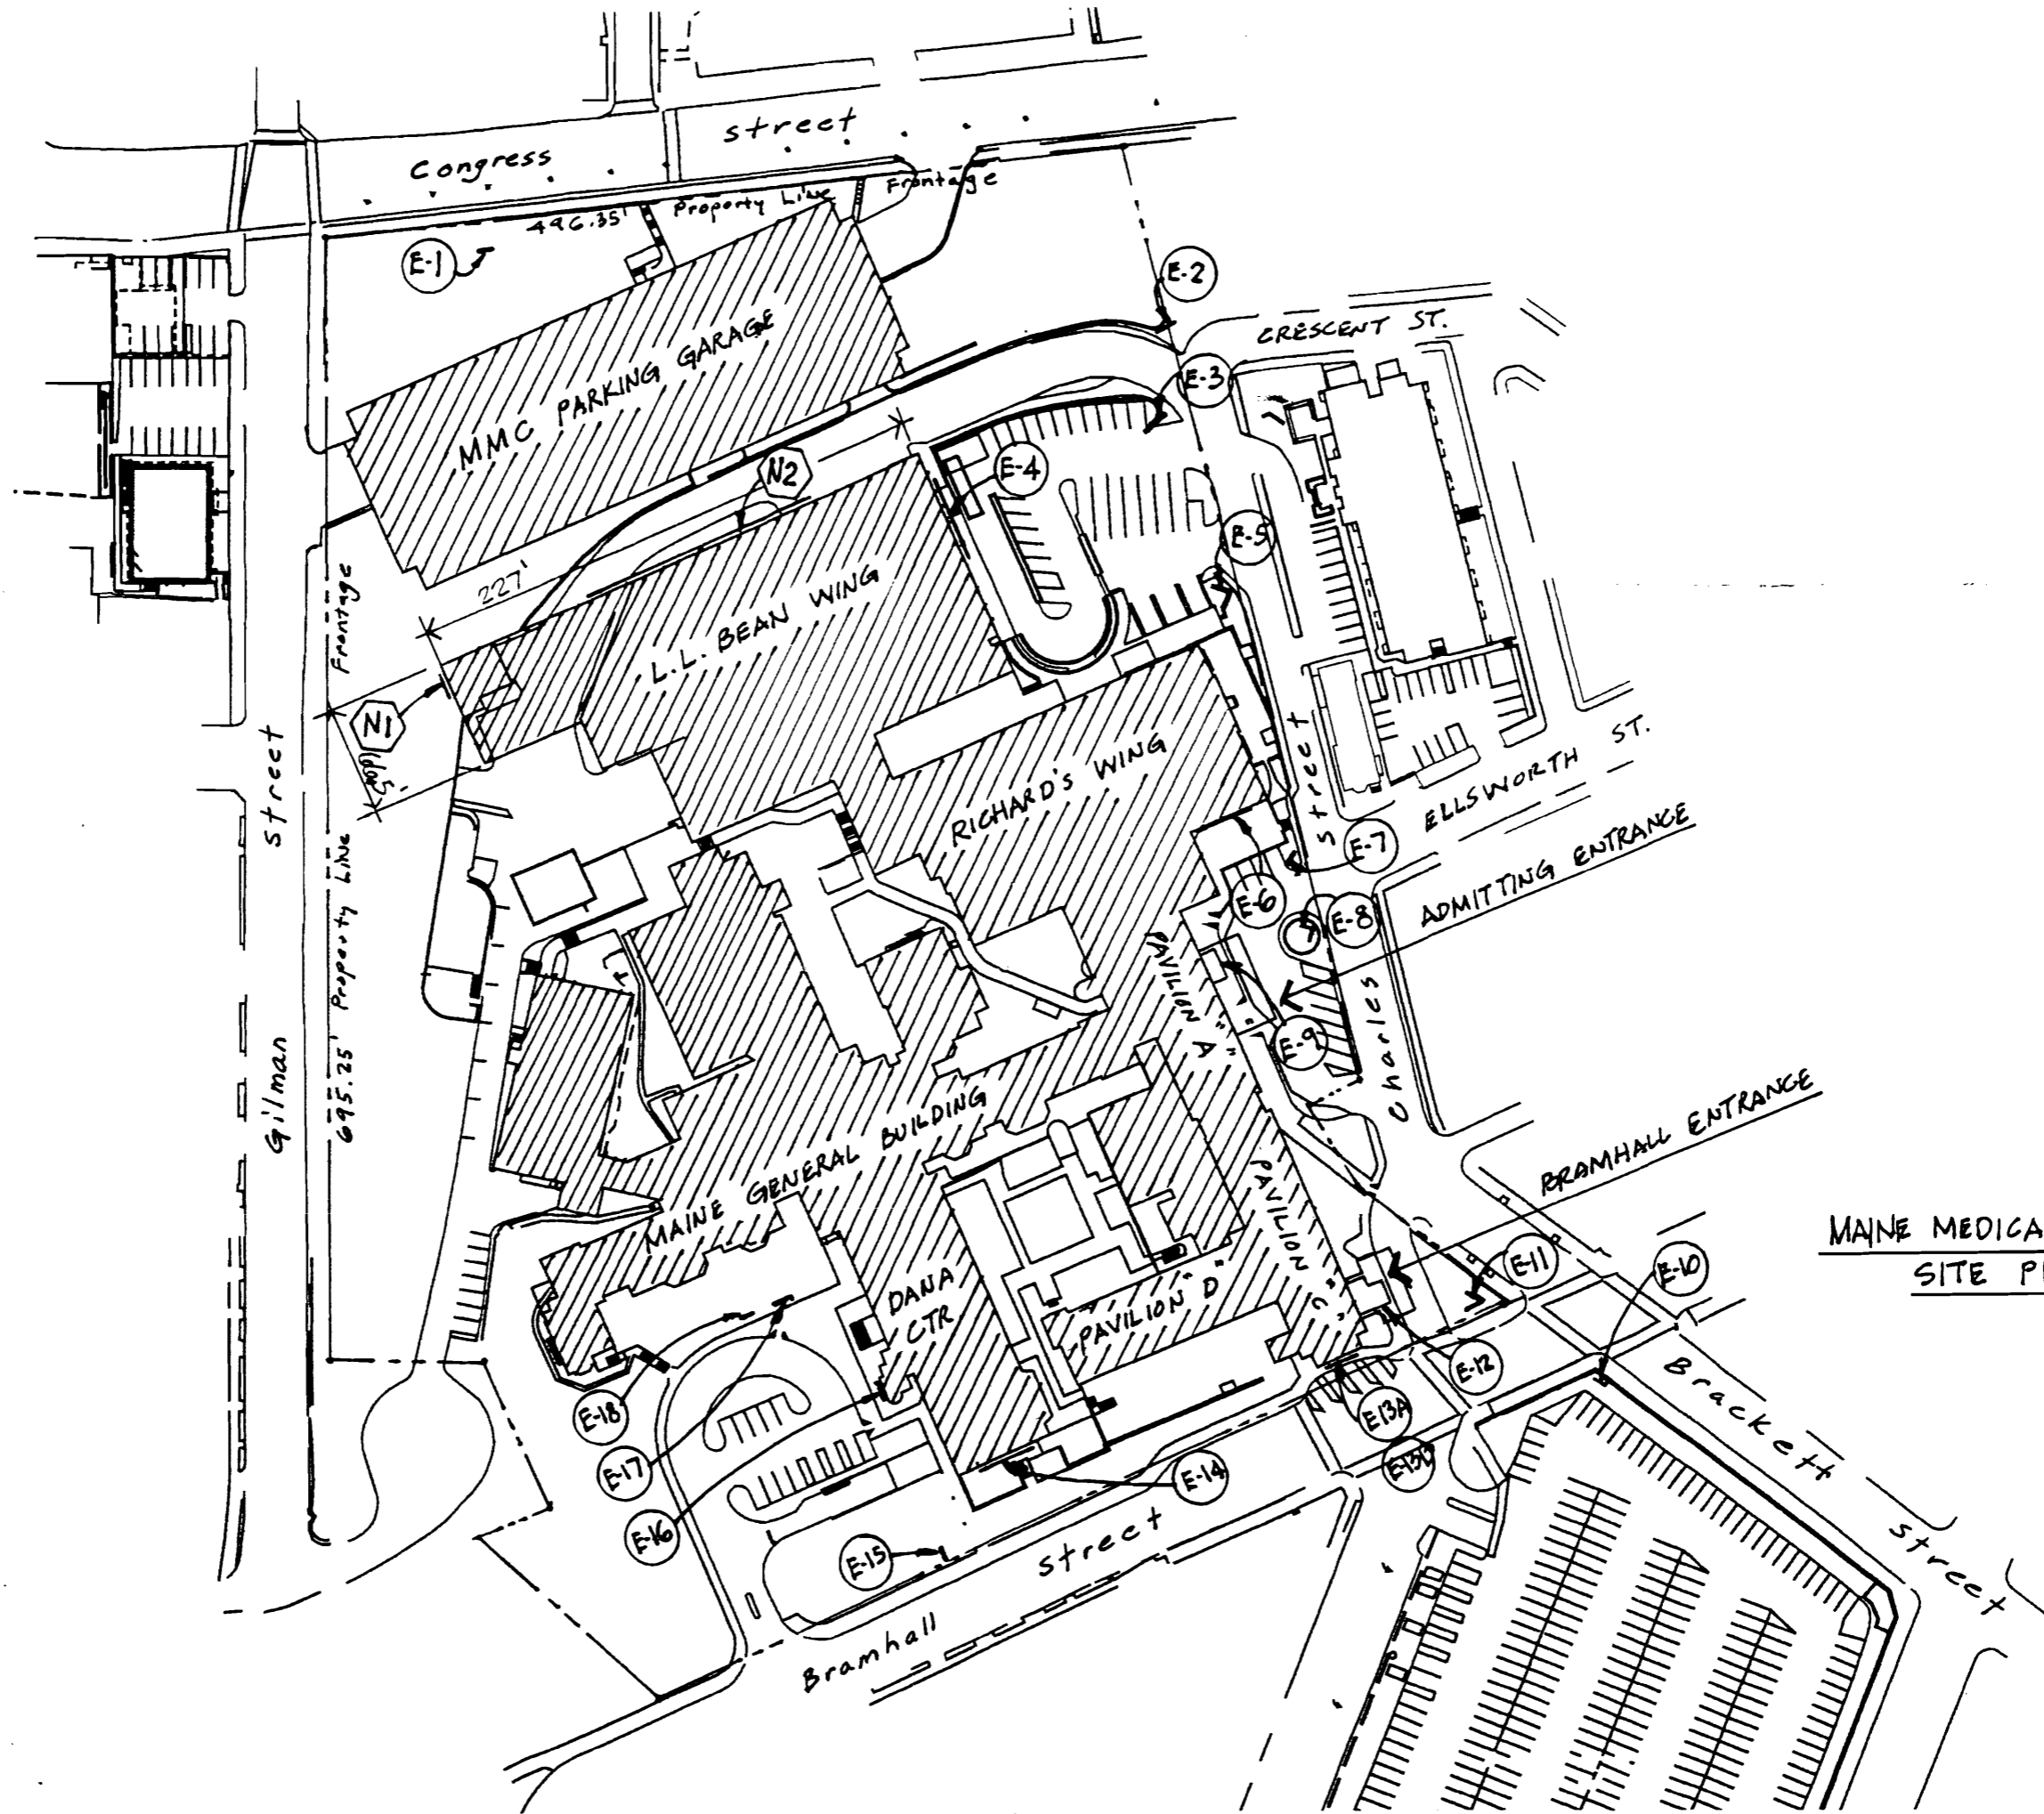 Congress street
496.35' Property Line Frontage
E-1
E-2
CRESCENT ST.
E-3
MMC PARKING GARAGE
N2
E-4
E-5
227'
L.L. BEAN WING
Frontage
N1
RICHARD'S WING
Street
ELLSWORTH ST.
E-7
ADMITTING ENTRANCE
E-6
E-8
Gilman street
695.25' Property Line
PAVILION "A"
E-9
Charles
MAINE GENERAL BUILDING
BRAMHALL ENTRANCE
PAVILION "C"
MAINE MEDICA
SITE P
E-11
E-10
DANA
CTR
PAVILION "D"
E-12
Brackett street
E-18
E13A
E-17
E-14
E-16
E-15
Bramhall street